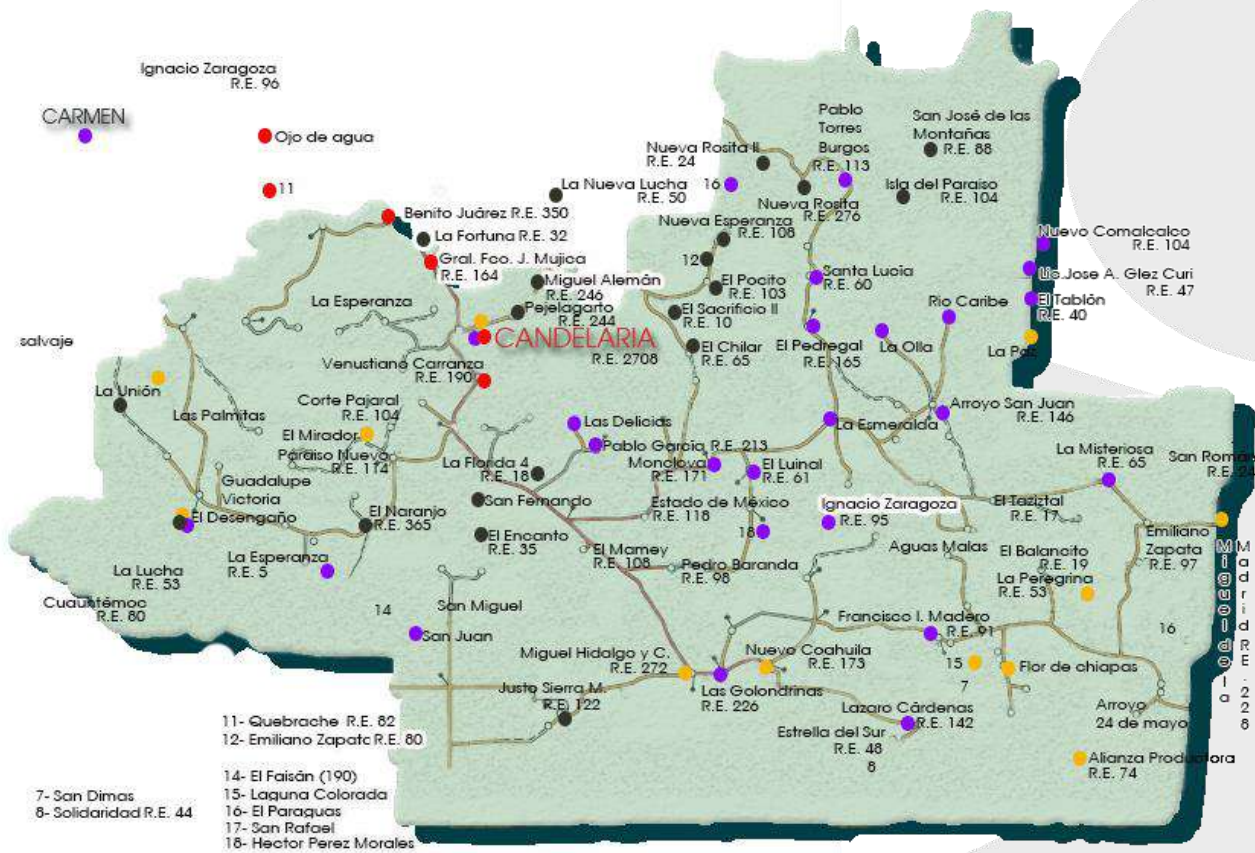 Ignacio Zaragoza
R.E. 96
CARMEN
Ojo de agua
11
Pablo
Torres
Burgos
R.E. 113
San José de las
Montañas
R.E. 88
Nueva Rosita II
R.E. 24
La Nueva Lucha
R.E. 50
16
Isla del Paraiso
R.E. 104
Nueva Rosita
R.E. 276
Benito Juárez R.E. 350
La Fortuna R.E. 32
Nueva Esperanza
R.E. 108
Nuevo Comalcalco
R.E. 104
Gral. Fco. J. Mujica
R.E. 164
12
Miguel Alemán
R.E. 246
El Pocito
R.E. 103
Santa Lucía
R.E. 60
Lic.Jose A. Glez Curi
R.E. 47
La Esperanza
Pejelagarto
R.E. 244
El Sacrificio II
R.E. 10
Rio Caribe
El Tablón
R.E. 40
salvaje
CANDELARIA
R.E. 2708
El Chilar
R.E. 65
El Pedregal
R.E. 165
La Olla
La Paz
Venustiano Carranza
R.E. 190
La Unión
Las Palmitas
Corte Pajaral
R.E. 104
Arroyo San Juan
R.E. 146
Las Delicias
La Esmeralda
El Mirador
Paraiso Nuevo
R.E. 114
Pablo García R.E. 213
La Florida 4
R.E. 18
Monclova
R.E. 171
El Luinal
R.E. 61
La Misteriosa
R.E. 65
San Román
R.E. 24
Guadalupe
Victoria
San Fernando
Estado de México
R.E. 118
Ignacio Zaragoza
R.E. 95
El Taziztal
R.E. 17
El Desengaño
El Naranjo
R.E. 365
18
El Encanto
R.E. 35
Aguas Malas
Emiliano
Zapata
R.E. 97
El Mamey
R.E. 108
El Balancito
R.E. 19
La Esperanza
R.E. 5
La Lucha
R.E. 53
Pedro Baranda
R.E. 98
La Peregrina
R.E. 53
Miguel de la
Madrid R.E. 228
Cuauhtémoc
R.E. 80
14
San Miguel
San Juan
Francisco I. Madero
R.E. 91
16
Miguel Hidalgo y C.
R.E. 272
Nuevo Coahuila
R.E. 173
15
Flor de chiapas
7
Justo Sierra M.
R.E. 122
Las Golondrinas
R.E. 226
Lazaro Cárdenas
R.E. 142
Arroyo
24 de mayo
Estrella del Sur
R.E. 48
8
Alianza Productora
R.E. 74
11- Quebrache R.E. 82
12- Emiliano Zapata R.E. 80
14- El Faisán (190)
15- Laguna Colorada
16- El Paraguas
17- San Rafael
18- Hector Perez Morales
7- San Dimas
8- Solidaridad R.E. 44